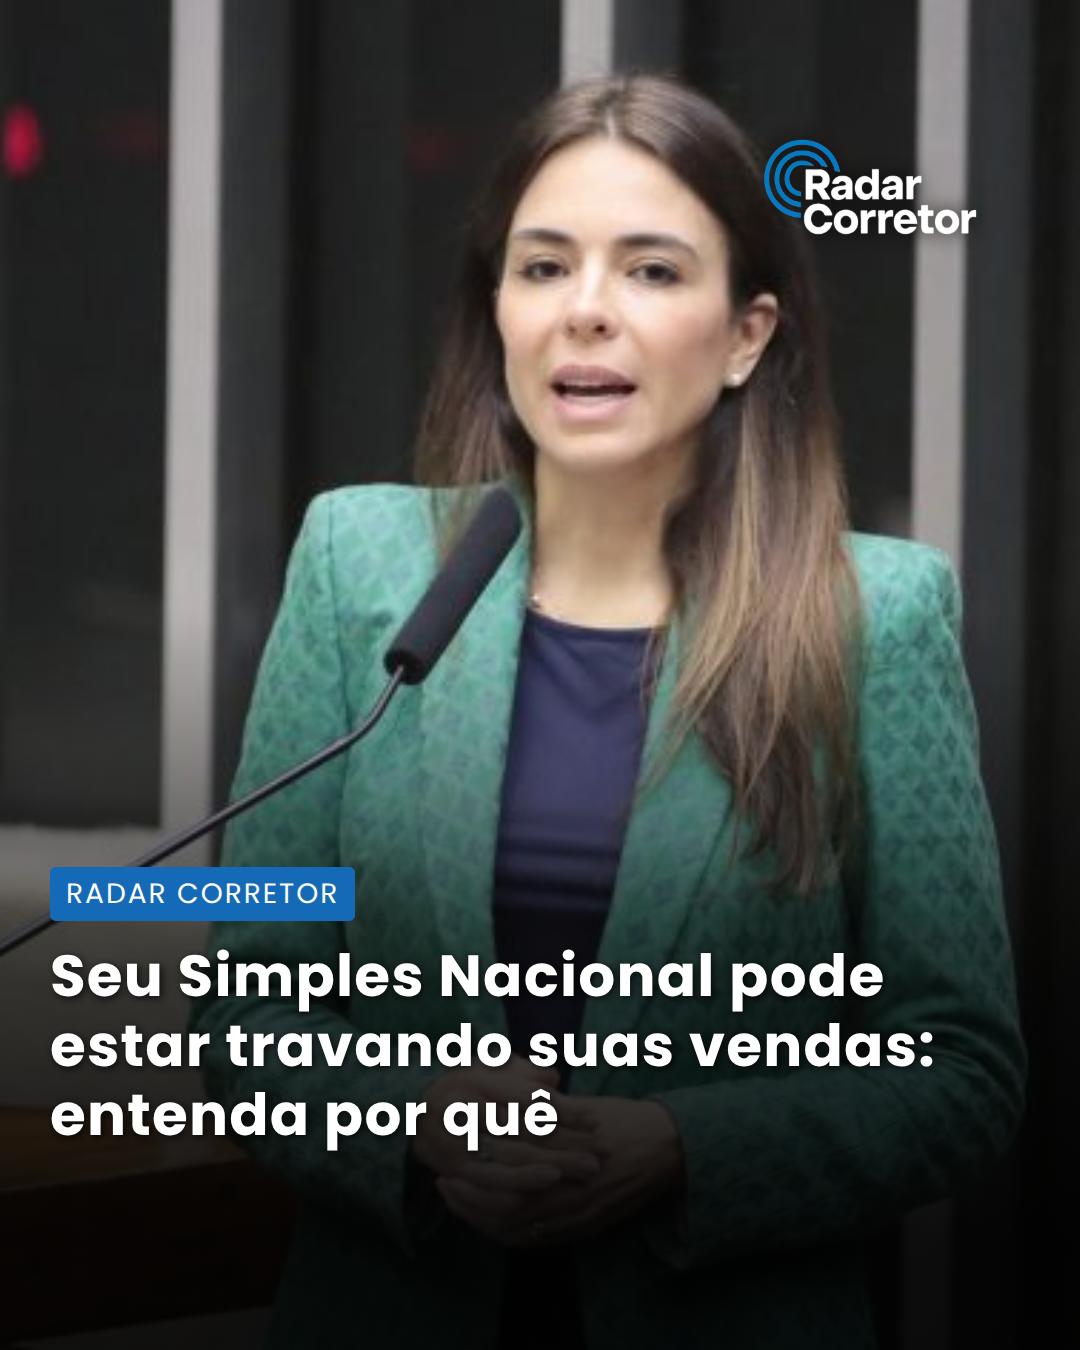 Radar
Corretor
RADAR CORRETOR
Seu Simples Nacional pode
estar travando suas vendas:
entenda por quê